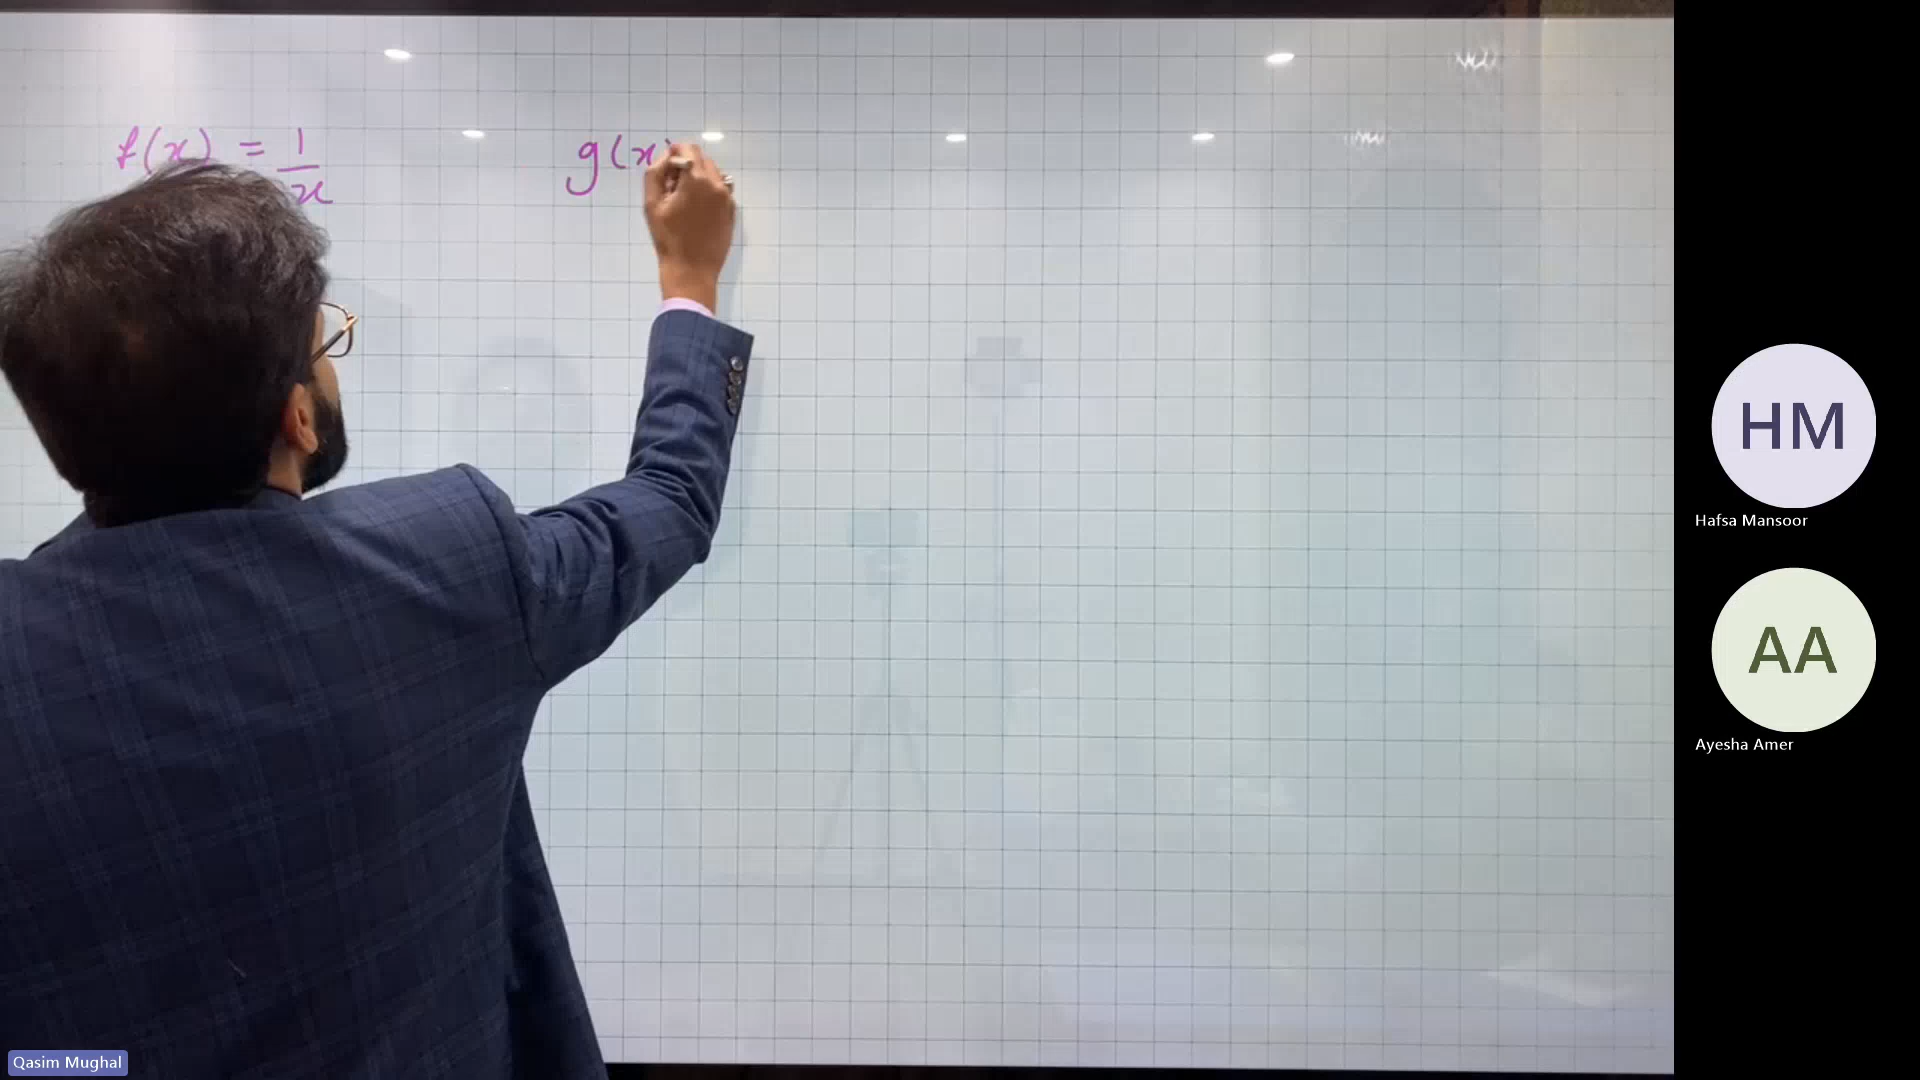 f(x) = 1/x
g(x)
HM
Hafsa Mansoor
AA
Ayesha Amer
Qasim Mughal